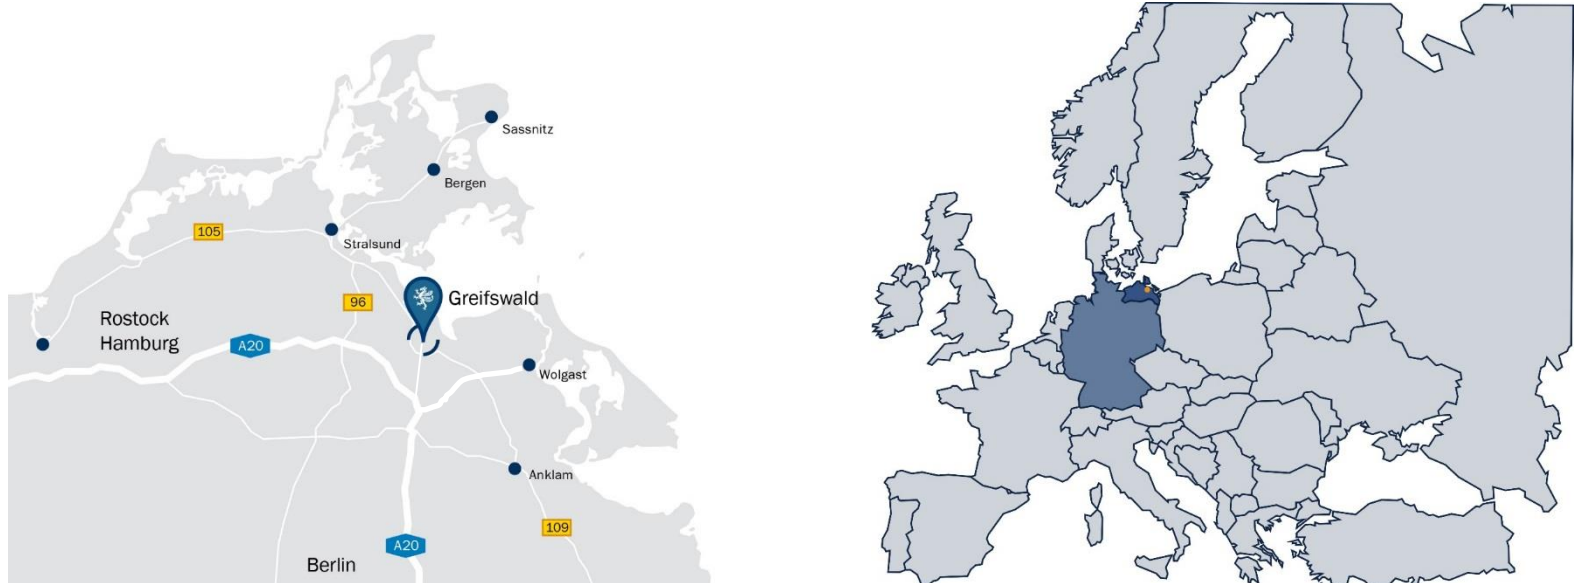 Sassnitz
Bergen
105
Stralsund
96
Greifswald
Rostock
Hamburg
A20
Wolgast
Anklam
109
A20
Berlin